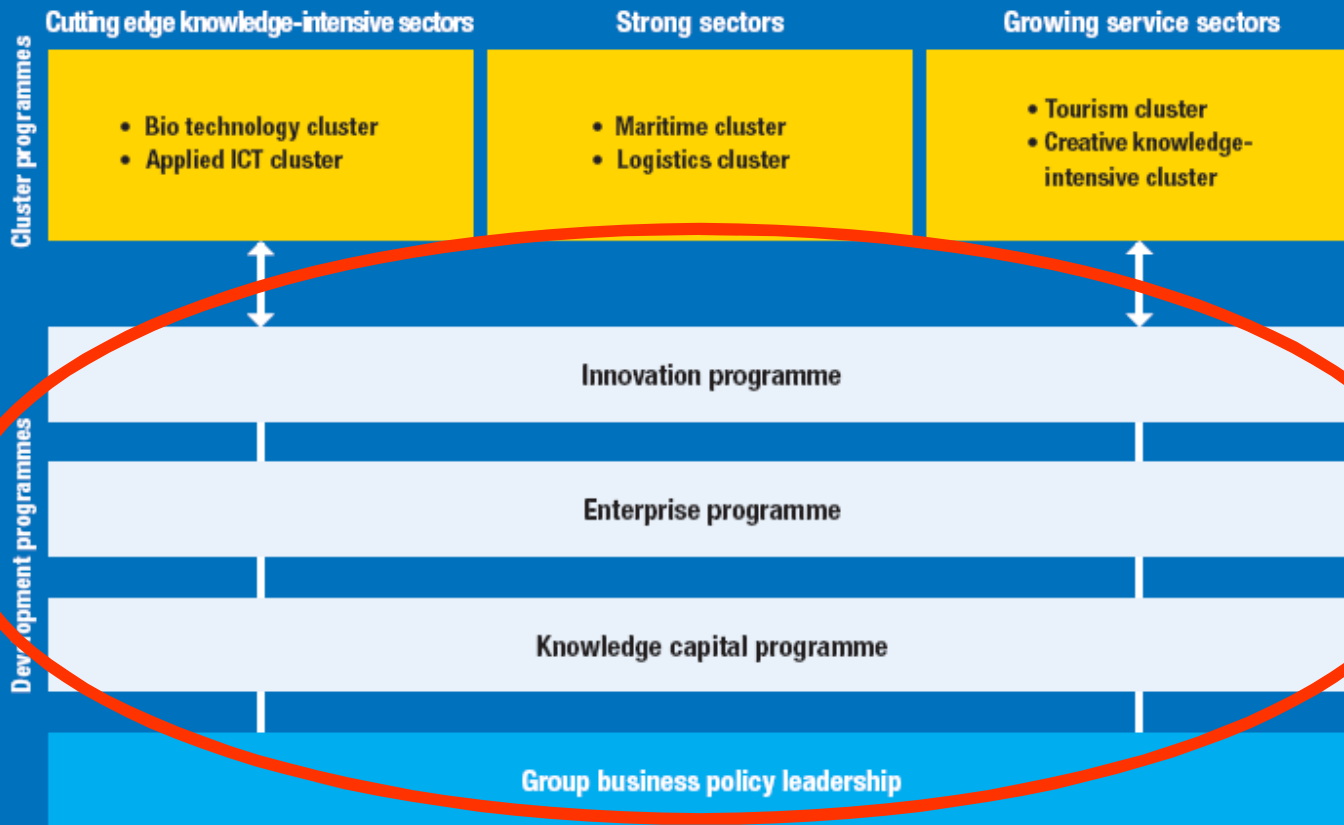 Cutting edge knowledge-intensive sectors
Strong sectors
Growing service sectors
Cluster programmes
• Bio technology cluster
• Applied ICT cluster
• Maritime cluster
• Logistics cluster
• Tourism cluster
• Creative knowledge-
intensive cluster
Development programmes
Innovation programme
Enterprise programme
Knowledge capital programme
Group business policy leadership